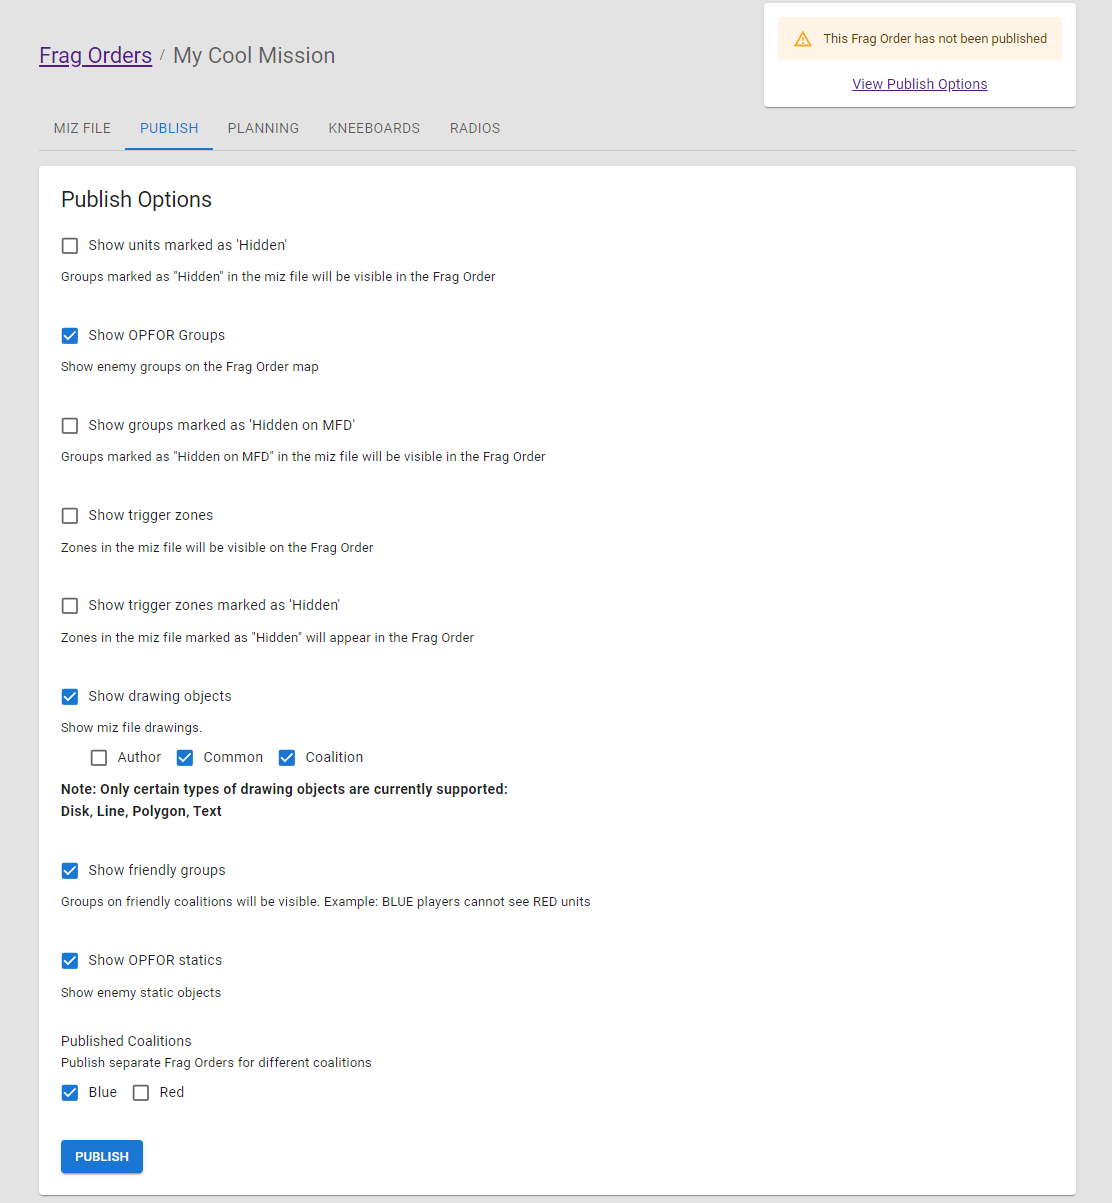 Frag Orders / My Cool Mission
This Frag Order has not been published
View Publish Options
MIZ FILE PUBLISH PLANNING KNEEBOARDS RADIOS
Publish Options
Show units marked as 'Hidden'
Groups marked as "Hidden" in the miz file will be visible in the Frag Order
Show OPFOR Groups
Show enemy groups on the Frag Order map
Show groups marked as 'Hidden on MFD'
Groups marked as "Hidden on MFD" in the miz file will be visible in the Frag Order
Show trigger zones
Zones in the miz file will be visible on the Frag Order
Show trigger zones marked as 'Hidden'
Zones in the miz file marked as "Hidden" will appear in the Frag Order
Show drawing objects
Show miz file drawings.
Author Common Coalition
Note: Only certain types of drawing objects are currently supported:
Disk, Line, Polygon, Text
Show friendly groups
Groups on friendly coalitions will be visible. Example: BLUE players cannot see RED units
Show OPFOR statics
Show enemy static objects
Published Coalitions
Publish separate Frag Orders for different coalitions
Blue Red
PUBLISH